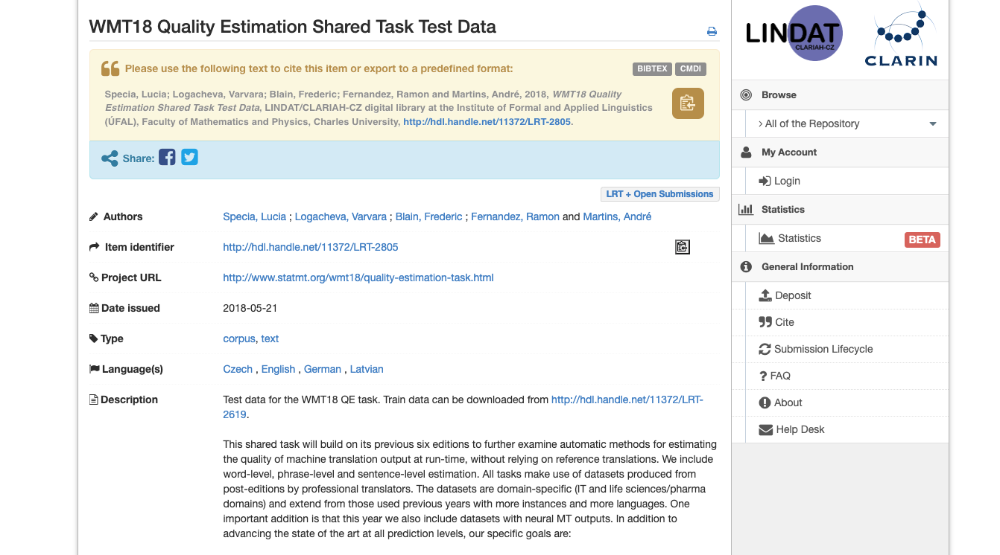 WMT18 Quality Estimation Shared Task Test Data
Please use the following text to cite this item or export to a predefined format:
BIBTEX CMDI
Specia, Lucia; Logacheva, Varvara; Blain, Frederic; Fernandez, Ramon and Martins, André, 2018, WMT18 Quality
Estimation Shared Task Test Data, LINDAT/CLARIAH-CZ digital library at the Institute of Formal and Applied Linguistics
(ÚFAL), Faculty of Mathematics and Physics, Charles University, http://hdl.handle.net/11372/LRT-2805.
Share:
LRT + Open Submissions
Authors Specia, Lucia ; Logacheva, Varvara ; Blain, Frederic ; Fernandez, Ramon and Martins, André
Item identifier http://hdl.handle.net/11372/LRT-2805
Project URL http://www.statmt.org/wmt18/quality-estimation-task.html
Date issued 2018-05-21
Type corpus, text
Language(s) Czech , English , German , Latvian
Description Test data for the WMT18 QE task. Train data can be downloaded from http://hdl.handle.net/11372/LRT-
2619.
This shared task will build on its previous six editions to further examine automatic methods for estimating
the quality of machine translation output at run-time, without relying on reference translations. We include
word-level, phrase-level and sentence-level estimation. All tasks make use of datasets produced from
post-editions by professional translators. The datasets are domain-specific (IT and life sciences/pharma
domains) and extend from those used previous years with more instances and more languages. One
important addition is that this year we also include datasets with neural MT outputs. In addition to
advancing the state of the art at all prediction levels, our specific goals are:
LINDAT
CLARIAH-CZ
CLARIN
Browse
› All of the Repository
My Account
Login
Statistics
Statistics BETA
General Information
Deposit
Cite
Submission Lifecycle
FAQ
About
Help Desk